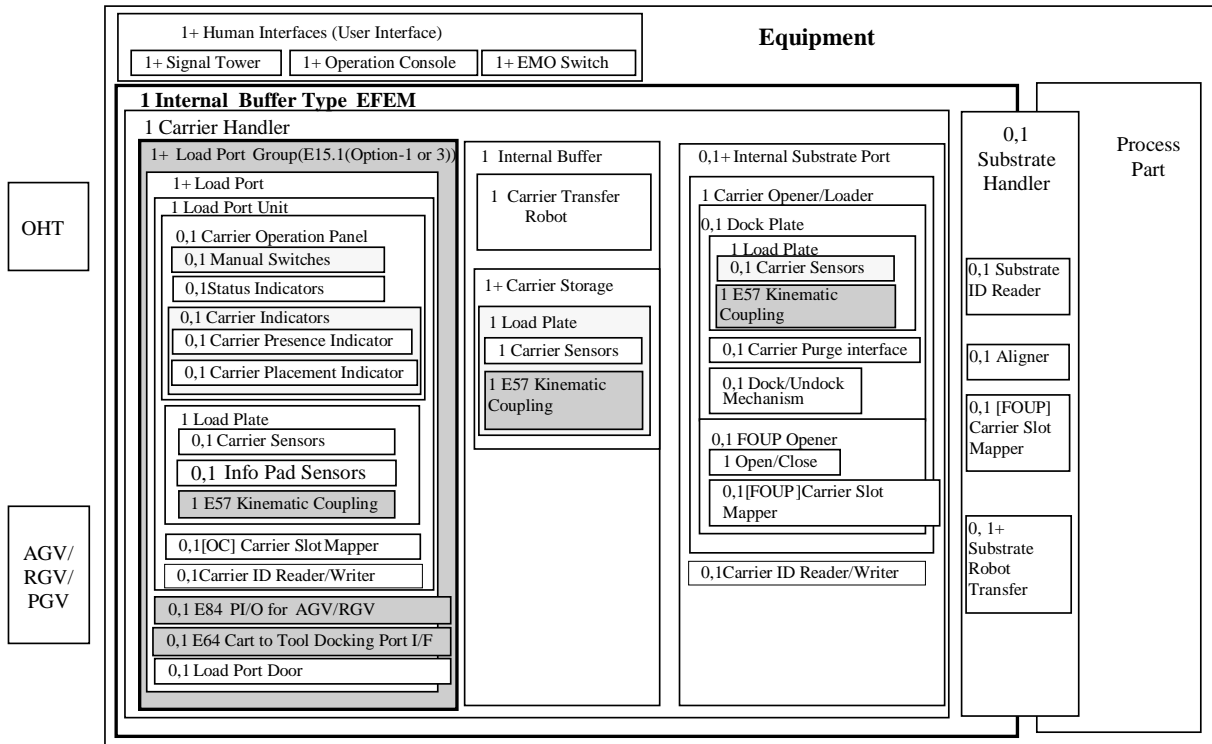 1+ Human Interfaces (User Interface)
1+ Signal Tower
1+ Operation Console
1+ EMO Switch
Equipment
1 Internal Buffer Type EFEM
1 Carrier Handler
1+ Load Port Group(E15.1(Option-1 or 3))
1+ Load Port
1 Load Port Unit
0,1 Carrier Operation Panel
0,1 Manual Switches
0,1Status Indicators
0,1 Carrier Indicators
0,1 Carrier Presence Indicator
0,1 Carrier Placement Indicator
1 Load Plate
0,1 Carrier Sensors
0,1 Info Pad Sensors
1 E57 Kinematic Coupling
0,1[OC] Carrier Slot Mapper
0,1Carrier ID Reader/Writer
0,1 E84 PI/O for AGV/RGV
0,1 E64 Cart to Tool Docking Port I/F
0,1 Load Port Door
1 Internal Buffer
1 Carrier Transfer
Robot
1+ Carrier Storage
1 Load Plate
1 Carrier Sensors
1 E57 Kinematic
Coupling
0,1+ Internal Substrate Port
1 Carrier Opener/Loader
0,1 Dock Plate
1 Load Plate
0,1 Carrier Sensors
1 E57 Kinematic
Coupling
0,1 Carrier Purge interface
0,1 Dock/Undock
Mechanism
0,1 FOUP Opener
1 Open/Close
0,1[FOUP]Carrier Slot
Mapper
0,1Carrier ID Reader/Writer
0,1
Substrate
Handler
0,1 Substrate
ID Reader
0,1 Aligner
0,1 [FOUP]
Carrier Slot
Mapper
0, 1+
Substrate
Robot
Transfer
Process
Part
OHT
AGV/
RGV/
PGV